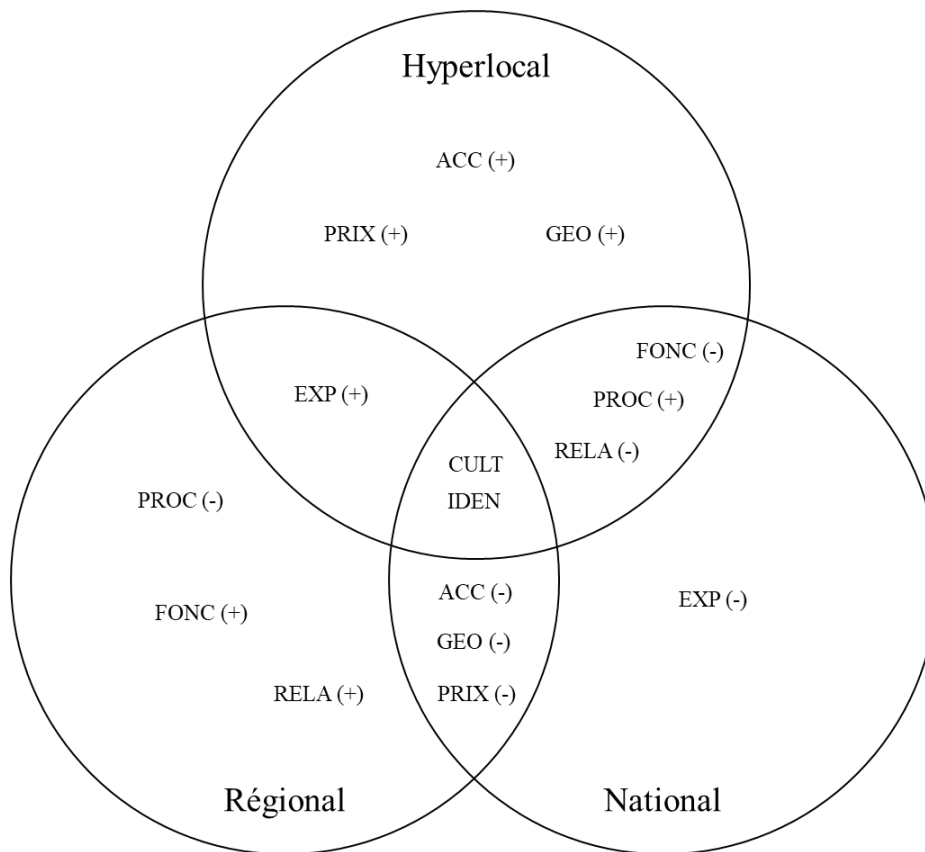 Hyperlocal
ACC (+)
PRIX (+)
GEO (+)
FONC (-)
EXP (+)
PROC (+)
RELA (-)
CULT
IDEN
PROC (-)
ACC (-)
EXP (-)
FONC (+)
GEO (-)
RELA (+)
PRIX (-)
Régional
National